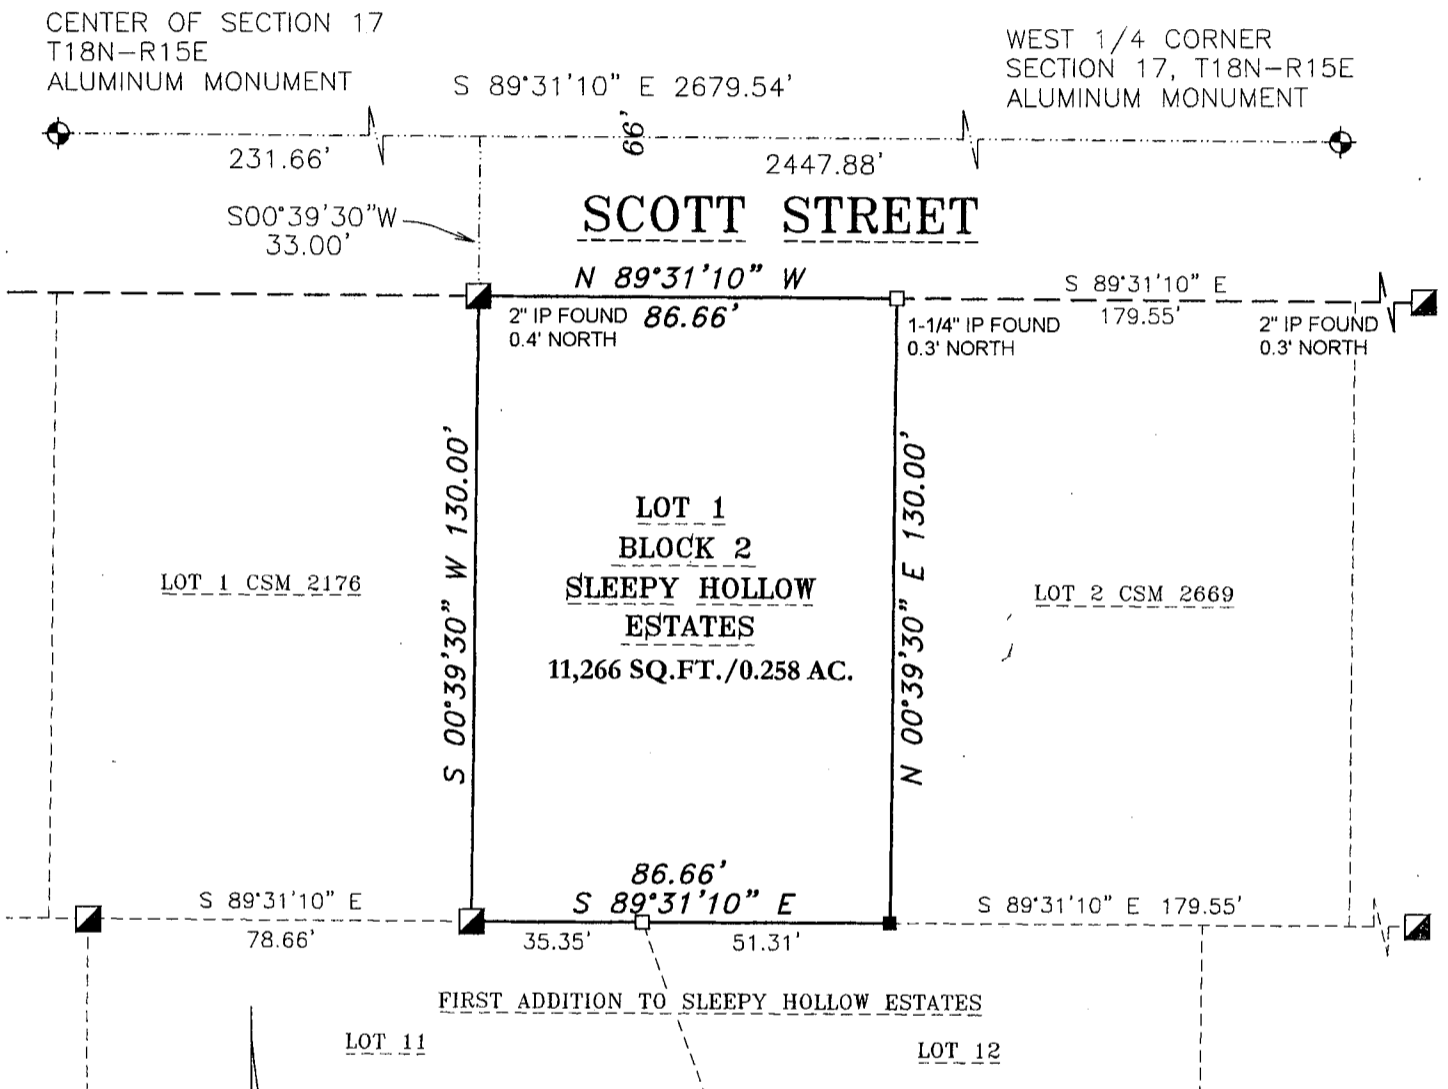 CENTER OF SECTION 17
T18N-R15E
ALUMINUM MONUMENT
S 89°31'10" E 2679.54'
WEST 1/4 CORNER
SECTION 17, T18N-R15E
ALUMINUM MONUMENT
66'
231.66'
2447.88'
S00°39'30"W
33.00'
SCOTT STREET
N 89°31'10" W
86.66'
2" IP FOUND
0.4' NORTH
S 89°31'10" E
179.55'
1-1/4" IP FOUND
0.3' NORTH
2" IP FOUND
0.3' NORTH
S 00°39'30" W 130.00'
N 00°39'30" E 130.00'
LOT 1
BLOCK 2
SLEEPY HOLLOW
ESTATES
11,266 SQ.FT./0.258 AC.
LOT 1 CSM 2176
LOT 2 CSM 2669
86.66'
S 89°31'10" E
S 89°31'10" E
78.66'
35.35'
51.31'
S 89°31'10" E 179.55'
FIRST ADDITION TO SLEEPY HOLLOW ESTATES
LOT 11
LOT 12